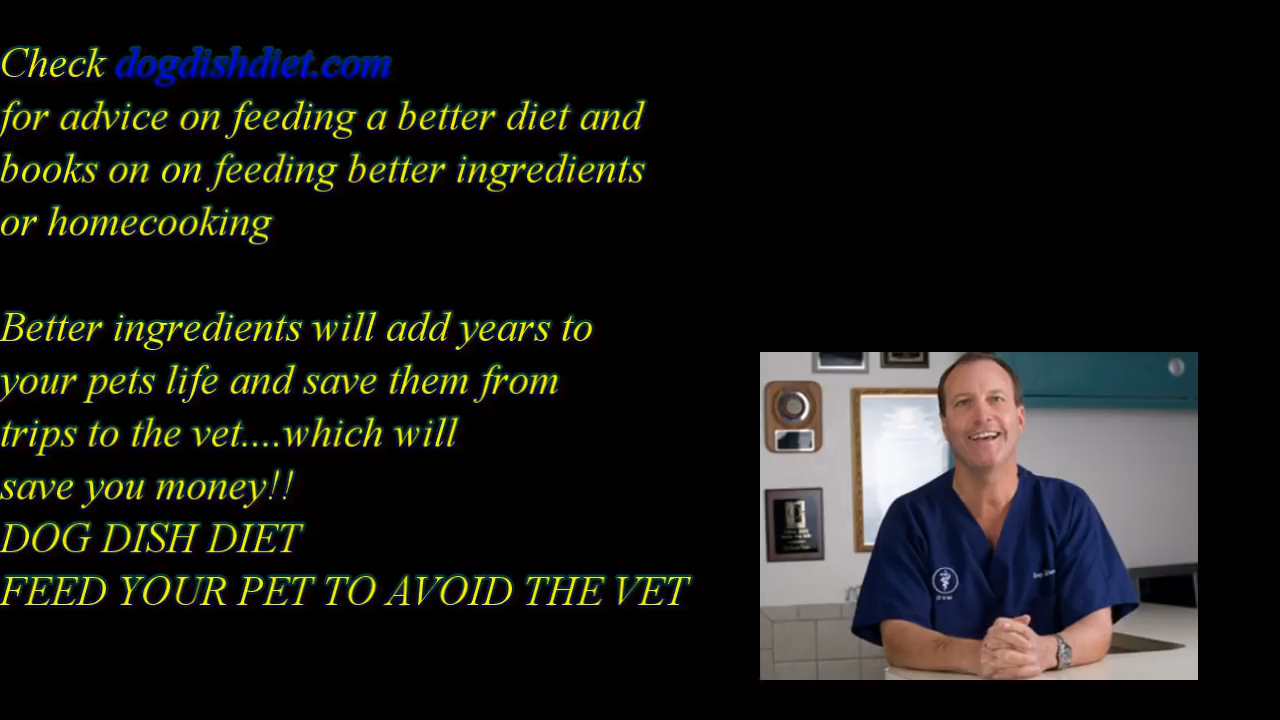 Check dogdishdiet.com
for advice on feeding a better diet and
books on on feeding better ingredients
or homecooking
Better ingredients will add years to
your pets life and save them from
trips to the vet....which will
save you money!!
DOG DISH DIET
FEED YOUR PET TO AVOID THE VET